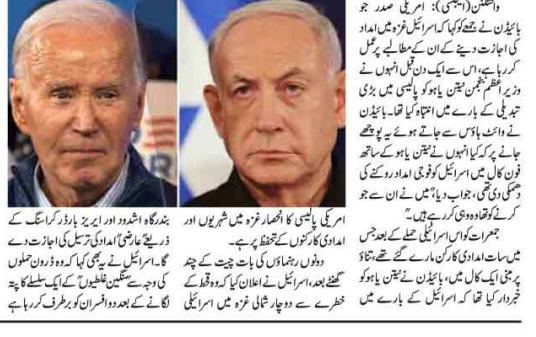 واشنگٹن(ایجنسی): امریکی صدر جو
بائیڈن نے جمعے کو کہا کہ اسرائیل غزہ میں امداد
کی اجازت دینے کے ان کے مطالبے پر عمل
کر رہا ہے، اس سے ایک دن قبل انہوں نے
وزیر اعظم بنجمن نیتن یاہو کو پالیسی میں بڑی
تبدیلی کے بارے میں انتباہ کیا تھا۔ بائیڈن
نے وائٹ ہاؤس سے جاتے ہوئے یہ پوچھے
جانے پر کہ کیا انہوں نے نیتن یاہو کے ساتھ
فون کال میں اسرائیل کو فوجی امداد روکنے کی
دھمکی دی تھی، جواب دیا، ”میں نے ان سے جو
کرنے کو کہا وہ وہی کر رہے ہیں۔“
جمعرات کو اس اسرائیلی حملے کے بعد جس
میں سات امدادی کارکن مارے گئے تھے، تناؤ
پر مبنی ایک کال میں، بائیڈن نے نیتن یاہو کو
خبردار کیا تھا کہ اسرائیل کے بارے میں
امریکی پالیسی کا انحصار غزہ میں شہریوں اور
امدادی کارکنوں کے تحفظ پر ہے۔
دونوں رہنماؤں کی بات چیت کے چند
گھنٹے بعد، اسرائیل نے اعلان کیا کہ وہ قحط کے
خطرے سے دوچار شمالی غزہ میں اسرائیلی
بندرگاہ اشدود اور ایریز بارڈر کراسنگ کے
ذریعے ”عارضی“ امداد کی ترسیل کی اجازت دے
گا۔ اسرائیل نے یہ بھی کہا کہ وہ ڈرون حملوں
کی وجہ سے ”سنگین غلطیوں“ کے ایک سلسلے کا پتہ
لگانے کے بعد دو افسران کو برطرف کر رہا ہے